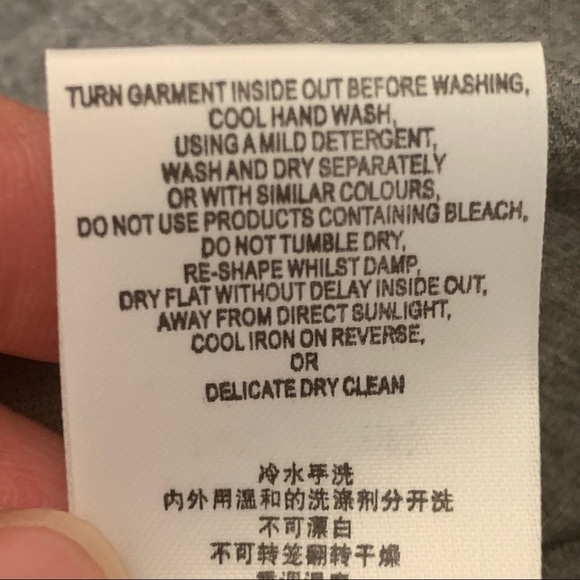 TURN GARMENT INSIDE OUT BEFORE WASHING,
COOL HAND WASH,
USING A MILD DETERGENT,
WASH AND DRY SEPARATELY
OR WITH SIMILAR COLOURS,
DO NOT USE PRODUCTS CONTAINING BLEACH,
DO NOT TUMBLE DRY,
RE-SHAPE WHILST DAMP,
DRY FLAT WITHOUT DELAY INSIDE OUT,
AWAY FROM DIRECT SUNLIGHT,
COOL IRON ON REVERSE,
OR
DELICATE DRY CLEAN
冷水手洗
内外用温和的洗涤剂分开洗
不可漂白
不可转笼翻转干燥